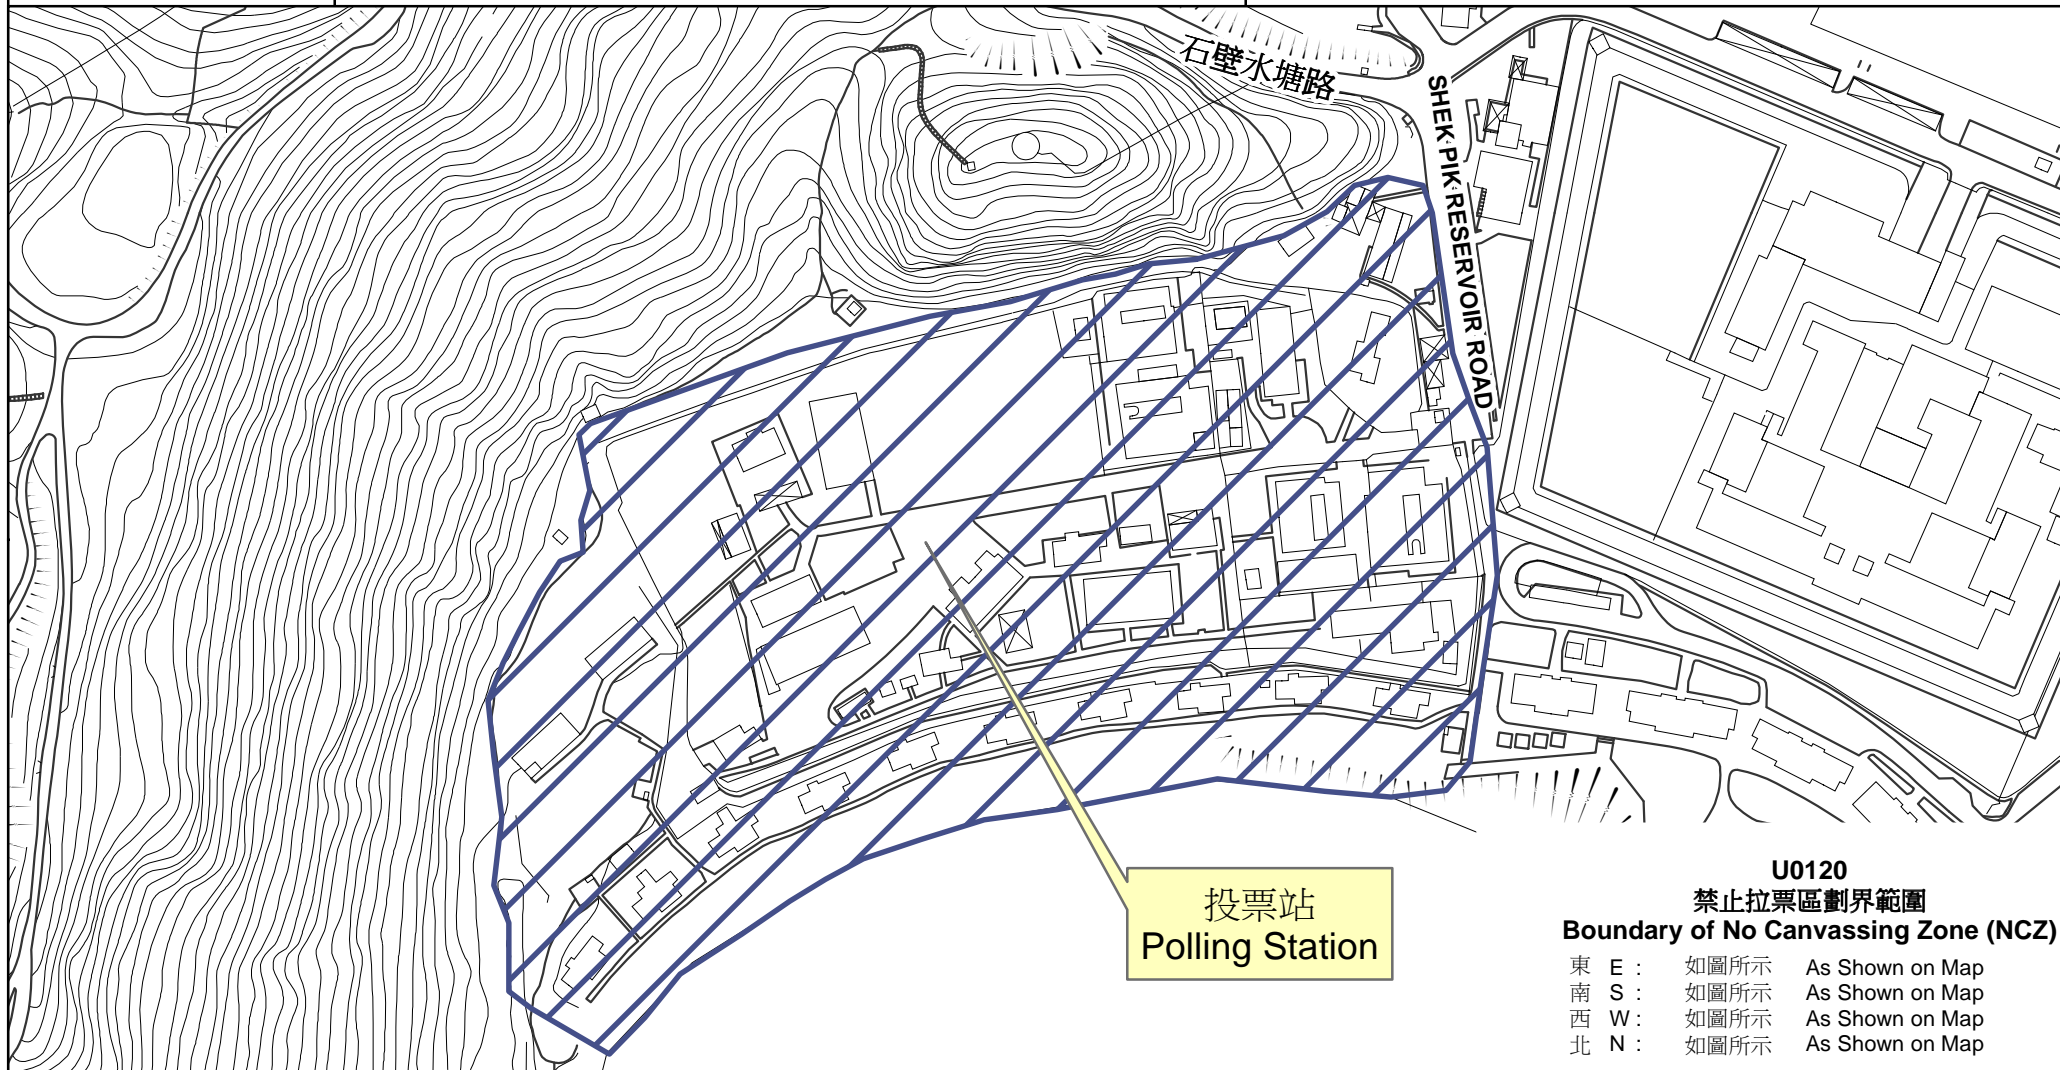 石壁水塘路
SHEK PIK RESERVOIR ROAD
投票站
Polling Station
U0120
禁止拉票區劃界範圍
Boundary of No Canvassing Zone (NCZ)
東 E : 如圖所示 As Shown on Map
南 S : 如圖所示 As Shown on Map
西 W : 如圖所示 As Shown on Map
北 N : 如圖所示 As Shown on Map